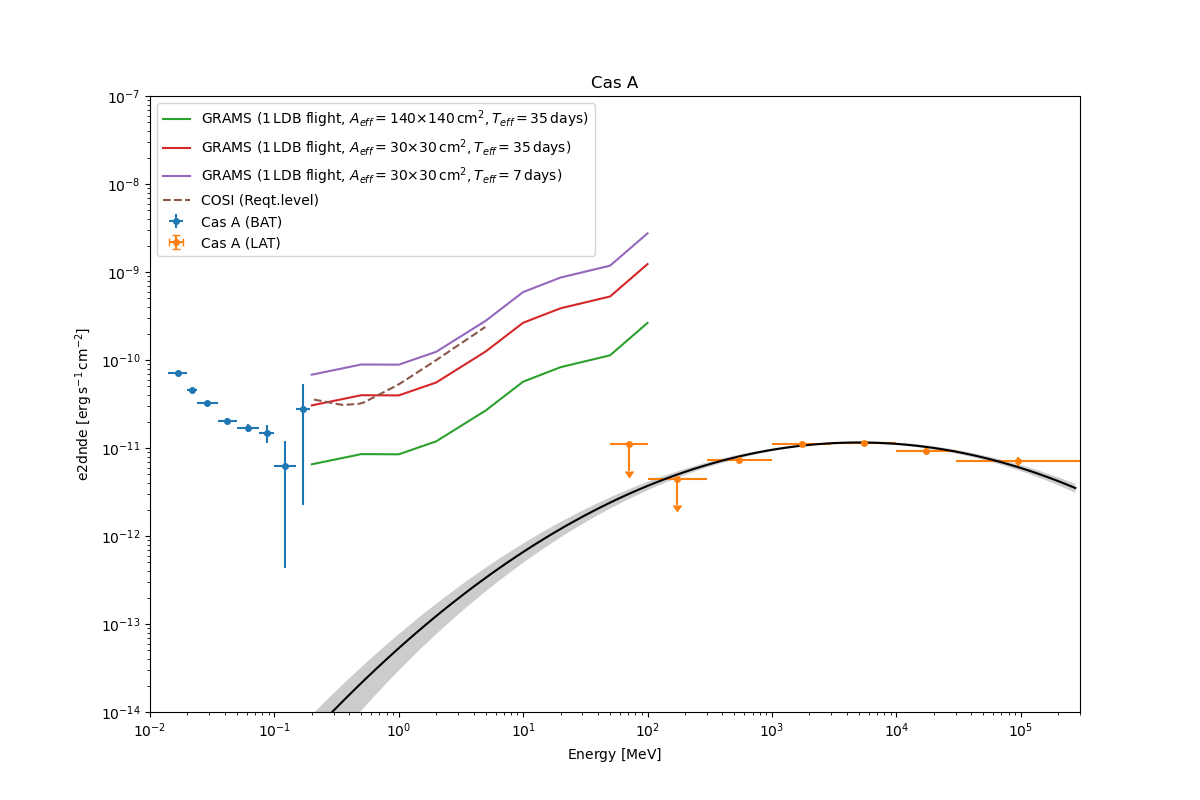 Cas A
GRAMS (1 LDB flight, A_eff = 140×140 cm², T_eff = 35 days)
GRAMS (1 LDB flight, A_eff = 30×30 cm², T_eff = 35 days)
GRAMS (1 LDB flight, A_eff = 30×30 cm², T_eff = 7 days)
COSI (Reqt.level)
Cas A (BAT)
Cas A (LAT)
e2dnde [erg s⁻¹ cm⁻²]
10⁻⁷
10⁻⁸
10⁻⁹
10⁻¹⁰
10⁻¹¹
10⁻¹²
10⁻¹³
10⁻¹⁴
10⁻² 10⁻¹ 10⁰ 10¹ 10² 10³ 10⁴ 10⁵
Energy [MeV]